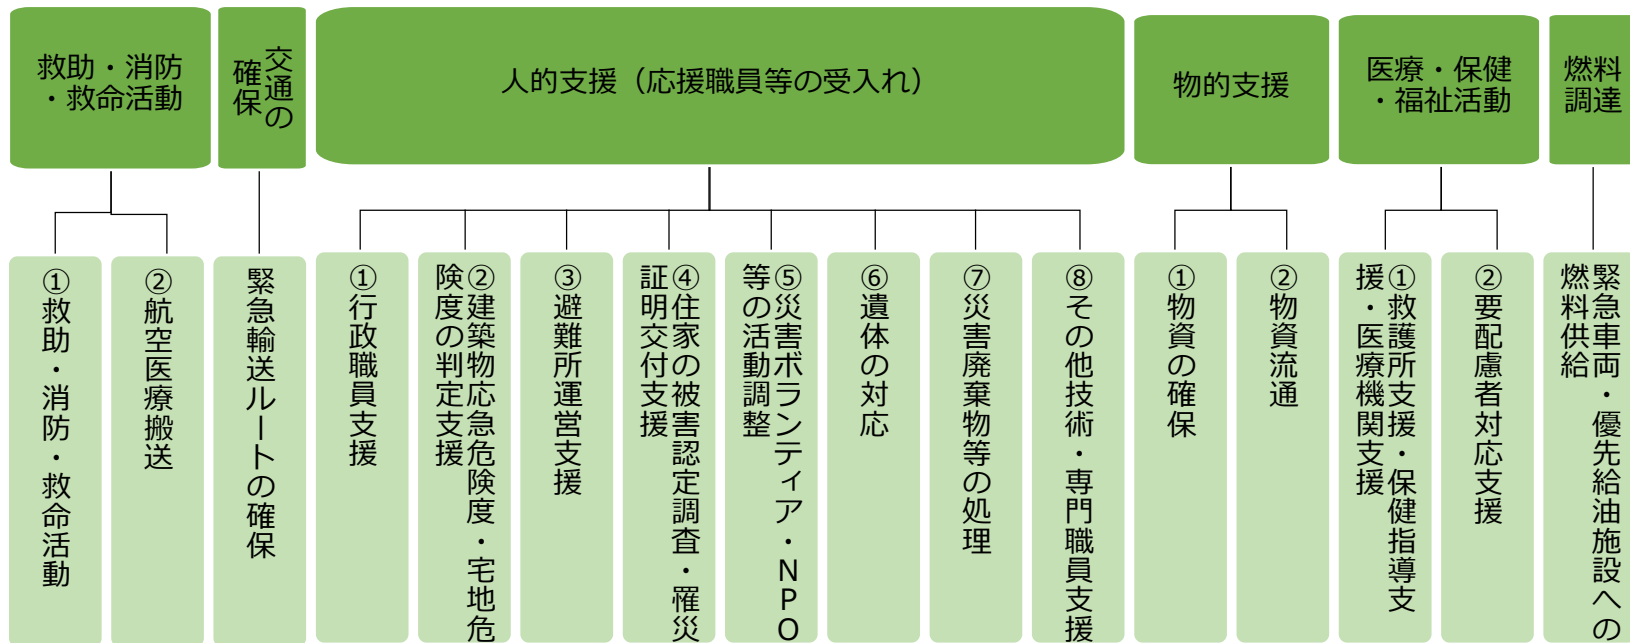 救助・消防
・救命活動
交通の
確保
人的支援（応援職員等の受入れ）
物的支援
医療・保健
・福祉活動
燃料
調達
①救助・消防・救命活動
②航空医療搬送
緊急輸送ルートの確保
①行政職員支援
②建築物応急危険度・宅地危
険度の判定支援
③避難所運営支援
④住家の被害認定調査・罹災
証明交付支援
⑤災害ボランティア・NPO
等の活動調整
⑥遺体の対応
⑦災害廃棄物等の処理
⑧その他技術・専門職員支援
①物資の確保
②物資流通
①救護所支援・保健指導支
援・医療機関支援
②要配慮者対応支援
緊急車両・優先給油施設への
燃料供給